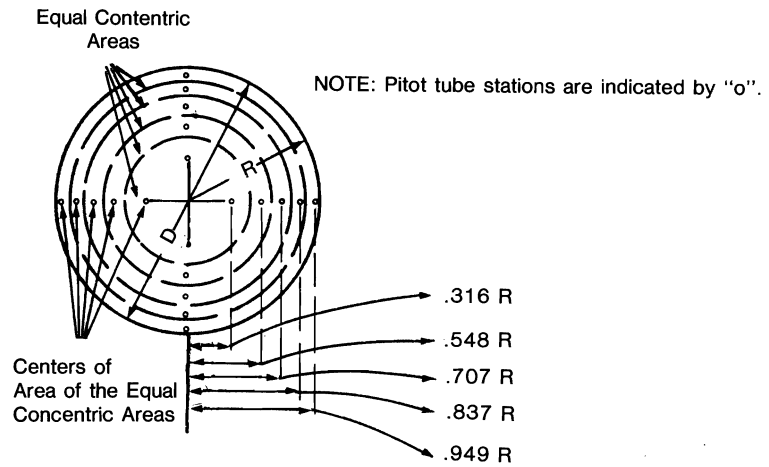 Equal Contentric
Areas
NOTE: Pitot tube stations are indicated by “o”.
R
D
.316 R
.548 R
.707 R
.837 R
.949 R
Centers of
Area of the Equal
Concentric Areas